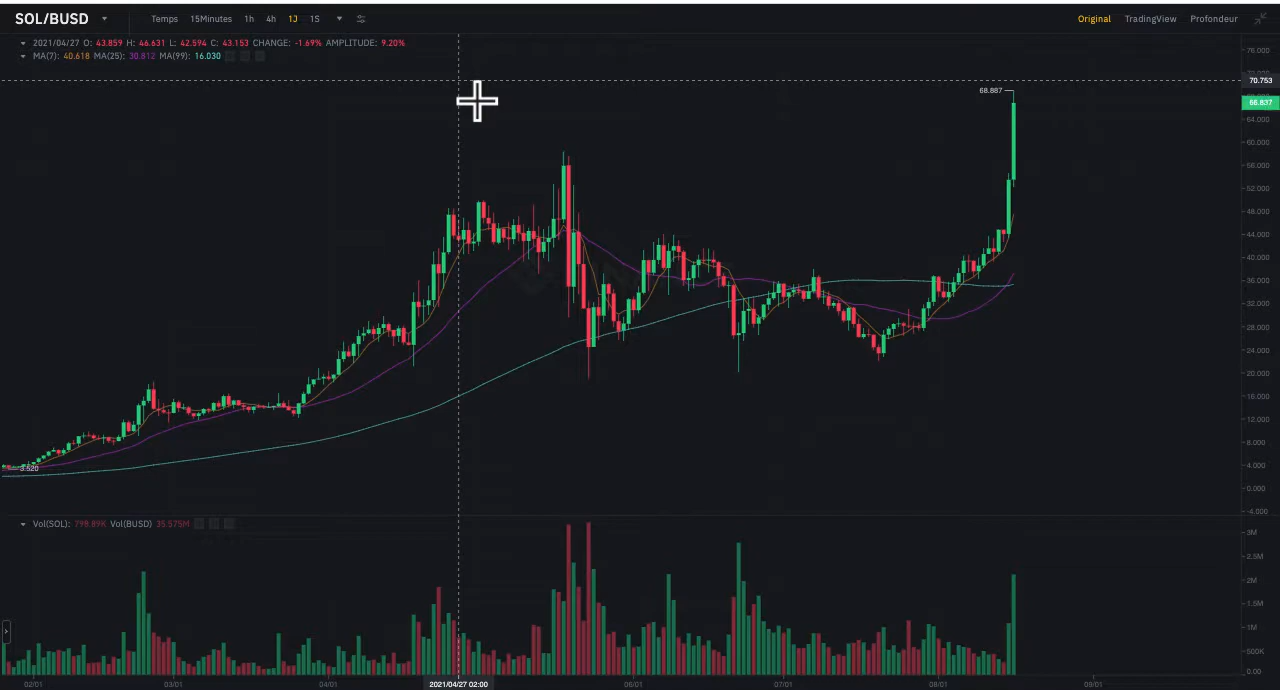 SOL/BUSD Temps 15Minutes 1h 4h 1J 1S Original TradingView Profondeur
2021/04/27 O: 43.859 H: 46.631 L: 42.594 C: 43.153 CHANGE: -1.69% AMPLITUDE: 9.20%
MA(7): 40.618 MA(25): 30.812 MA(99): 16.030
76.000
70.753
68.887
66.837
64.000
60.000
56.000
52.000
48.000
44.000
40.000
36.000
32.000
28.000
24.000
20.000
16.000
12.000
8.000
4.000
3.520
0.000
-4.000
Vol(SOL): 798.89K Vol(BUSD) 35.575M
3M
2.5M
2M
1.5M
1M
500K
0.00
02/01 03/01 04/01 2021/04/27 02:00 06/01 07/01 08/01 09/01